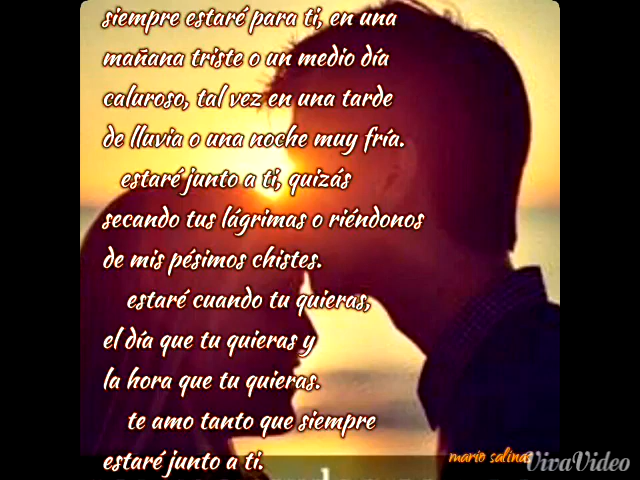 siempre estaré para ti, en una
mañana triste o un medio día
caluroso, tal vez en una tarde
de lluvia o una noche muy fría.
estaré junto a ti, quizás
secando tus lágrimas o riéndonos
de mis pésimos chistes.
estaré cuando tu quieras,
el día que tu quieras y
la hora que tu quieras.
te amo tanto que siempre
estaré junto a ti.
mario salinas
VivaVideo